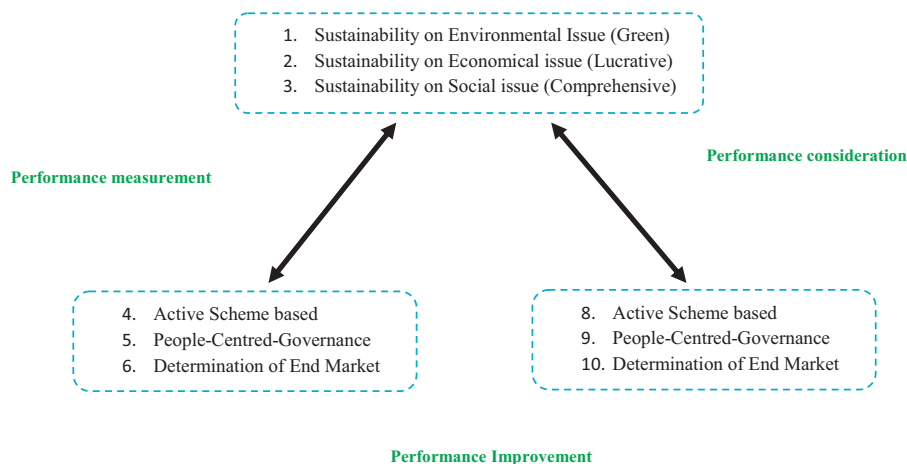 1. Sustainability on Environmental Issue (Green)
2. Sustainability on Economical issue (Lucrative)
3. Sustainability on Social issue (Comprehensive)
Performance consideration
Performance measurement
4. Active Scheme based
5. People-Centred-Governance
6. Determination of End Market
8. Active Scheme based
9. People-Centred-Governance
10. Determination of End Market
Performance Improvement